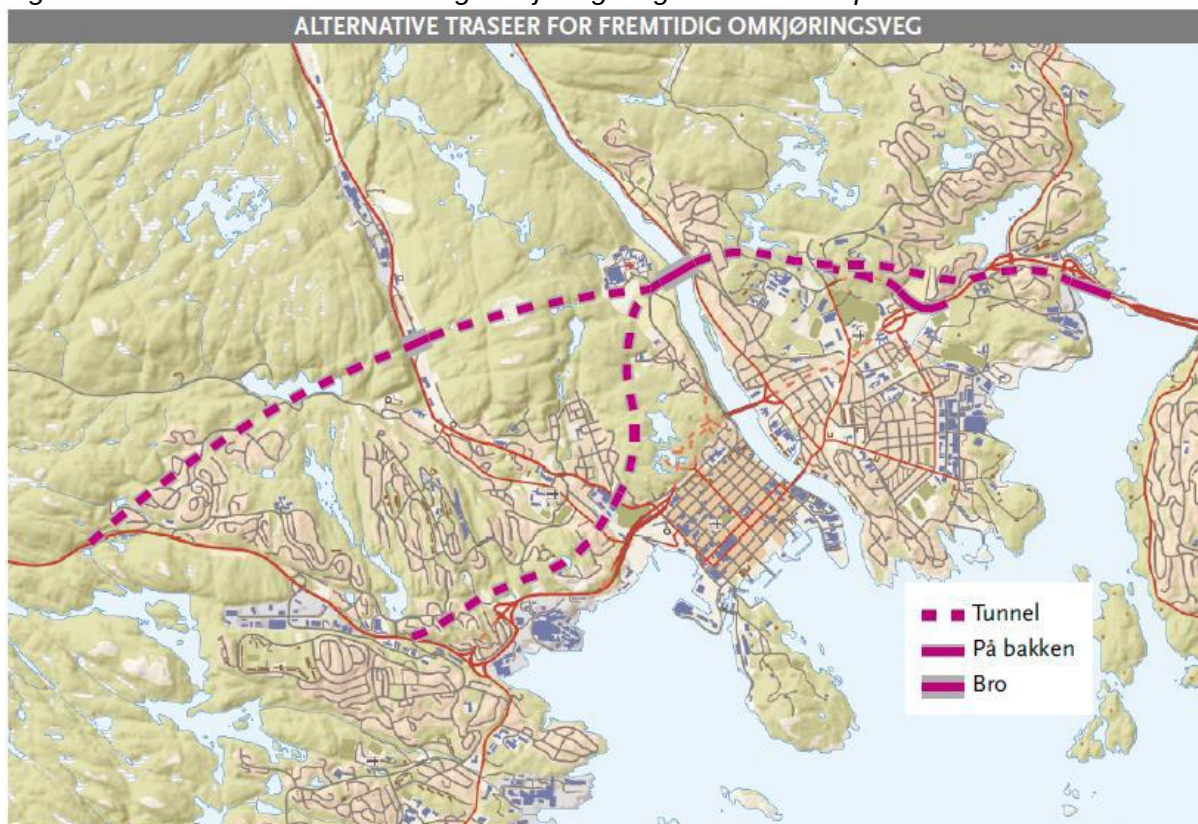 ALTERNATIVE TRASEER FOR FREMTIDIG OMKJØRINGSVEG
Tunnel
På bakken
Bro